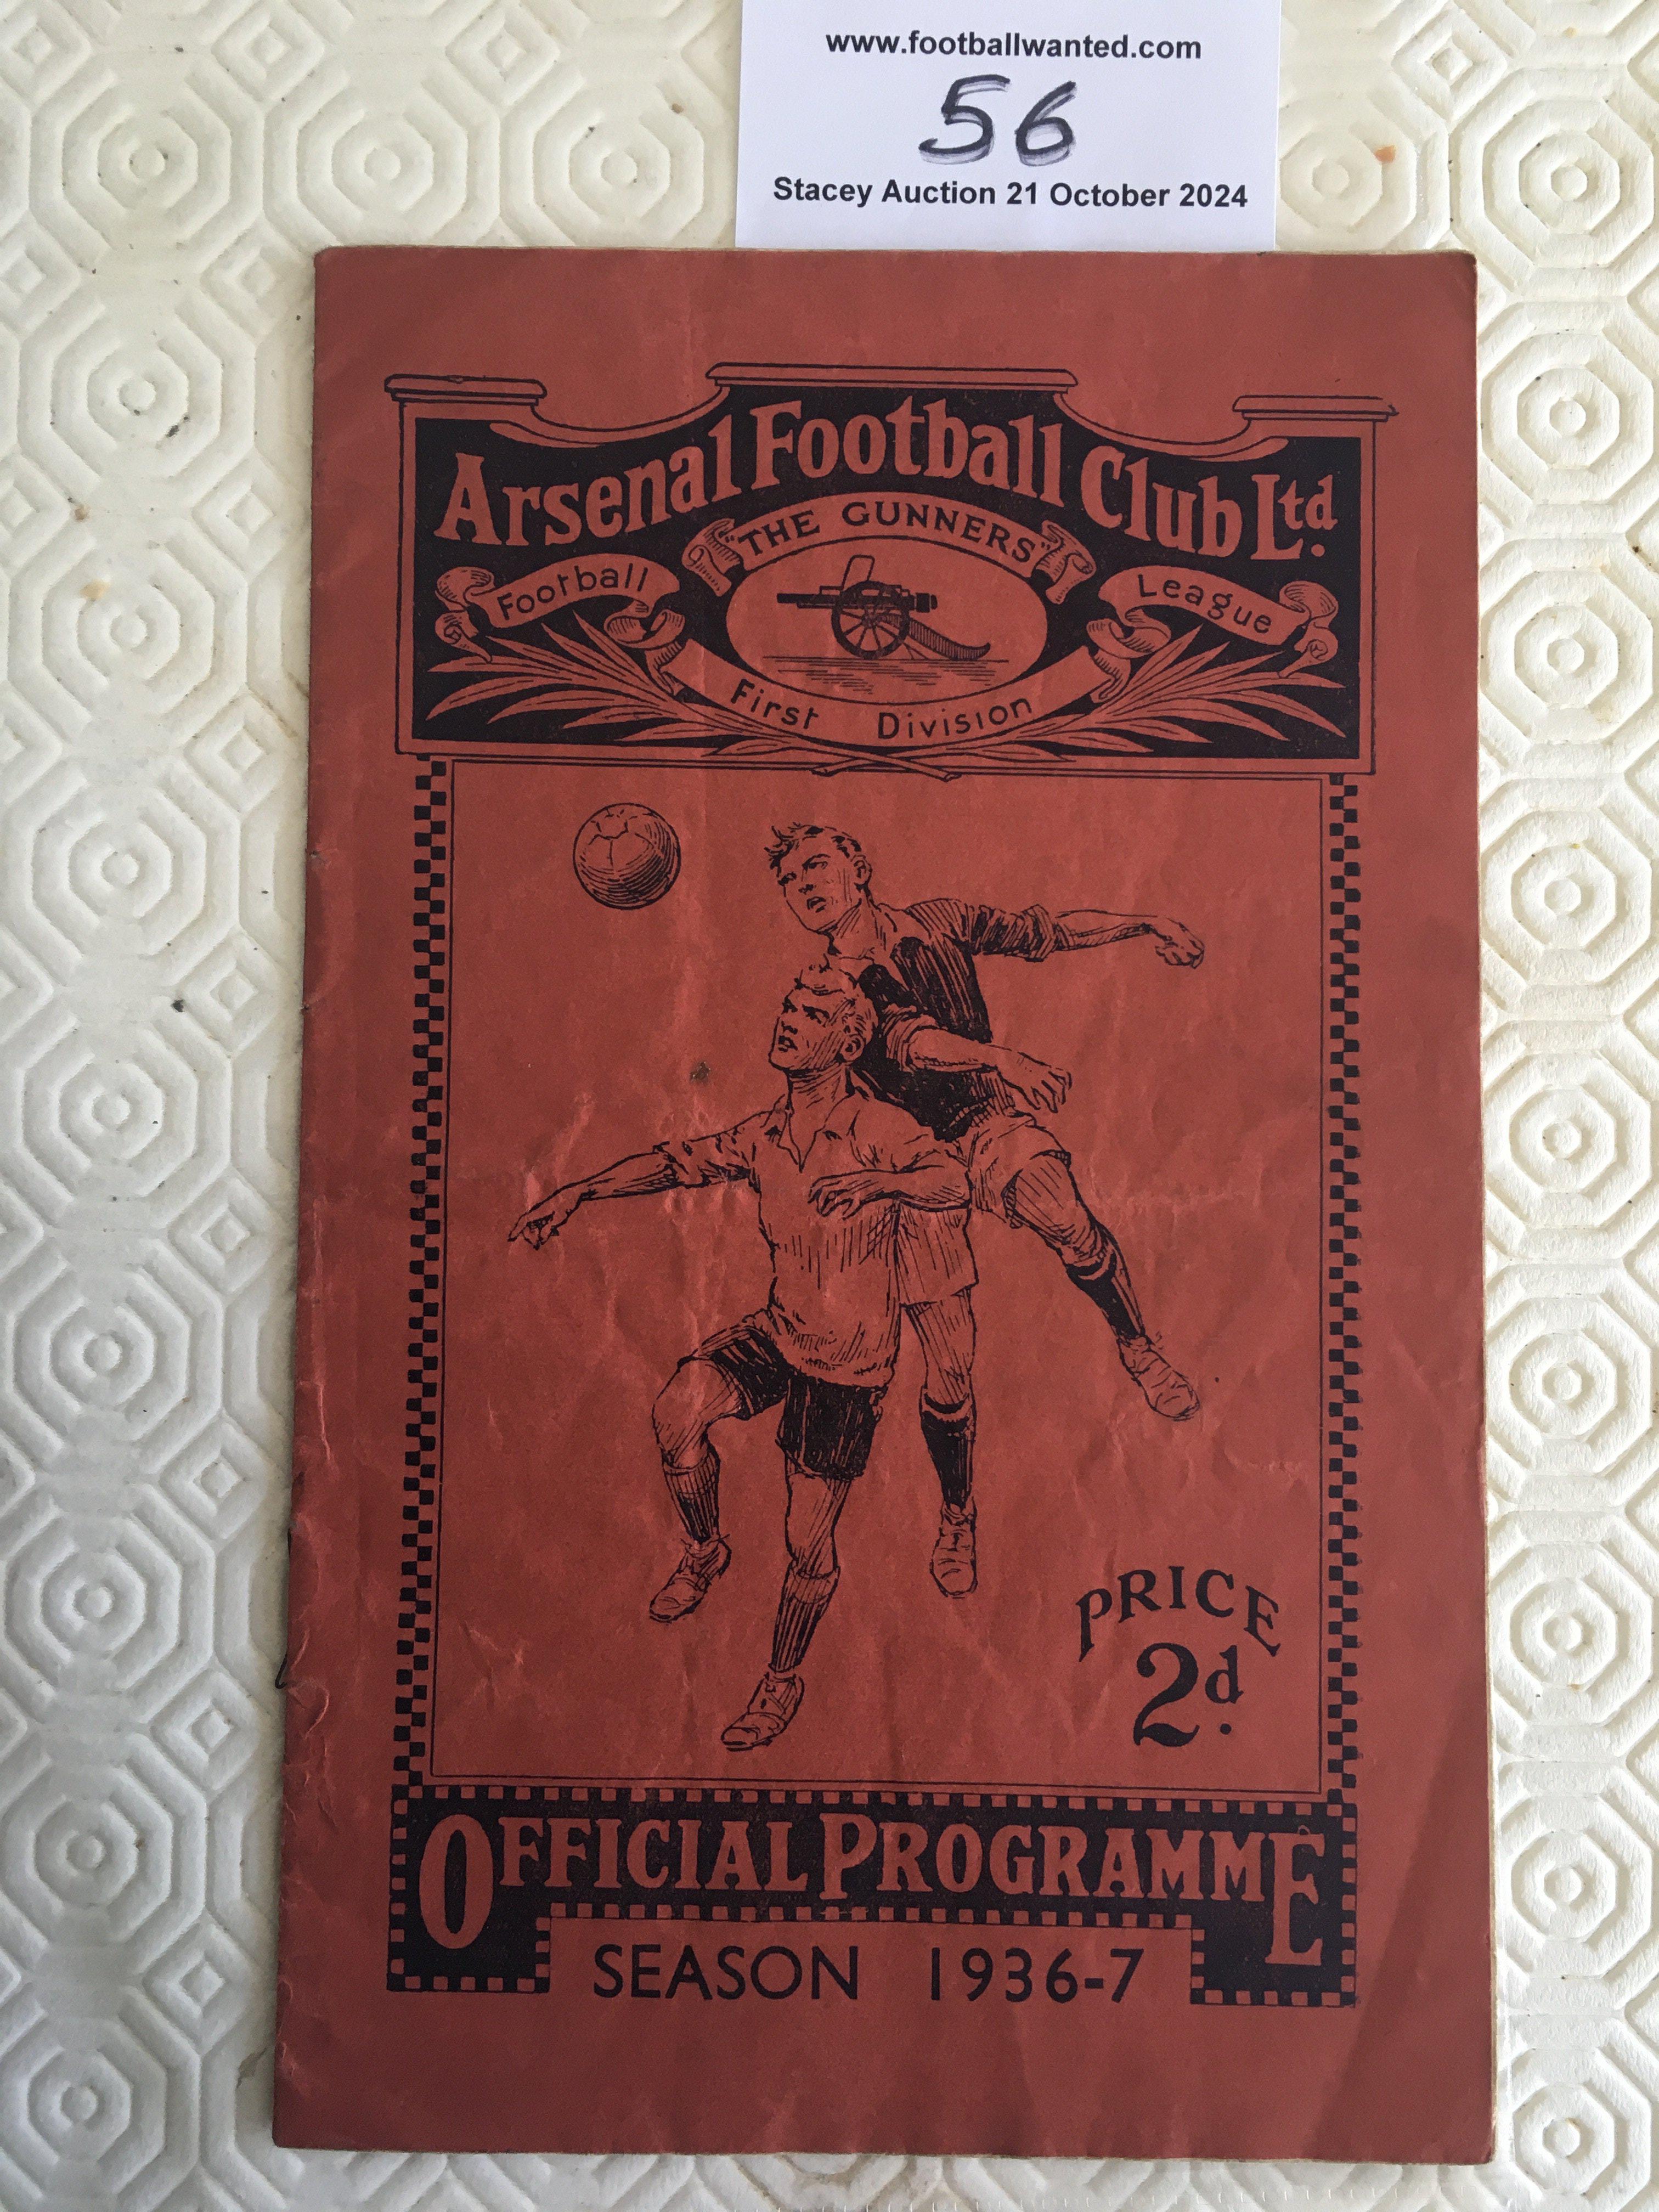 www.footballwanted.com
56
Stacey Auction 21 October 2024
Arsenal Football Club Ltd.
"THE GUNNERS"
Football League
First Division
PRICE
2d.
OFFICIAL PROGRAMME
SEASON 1936-7